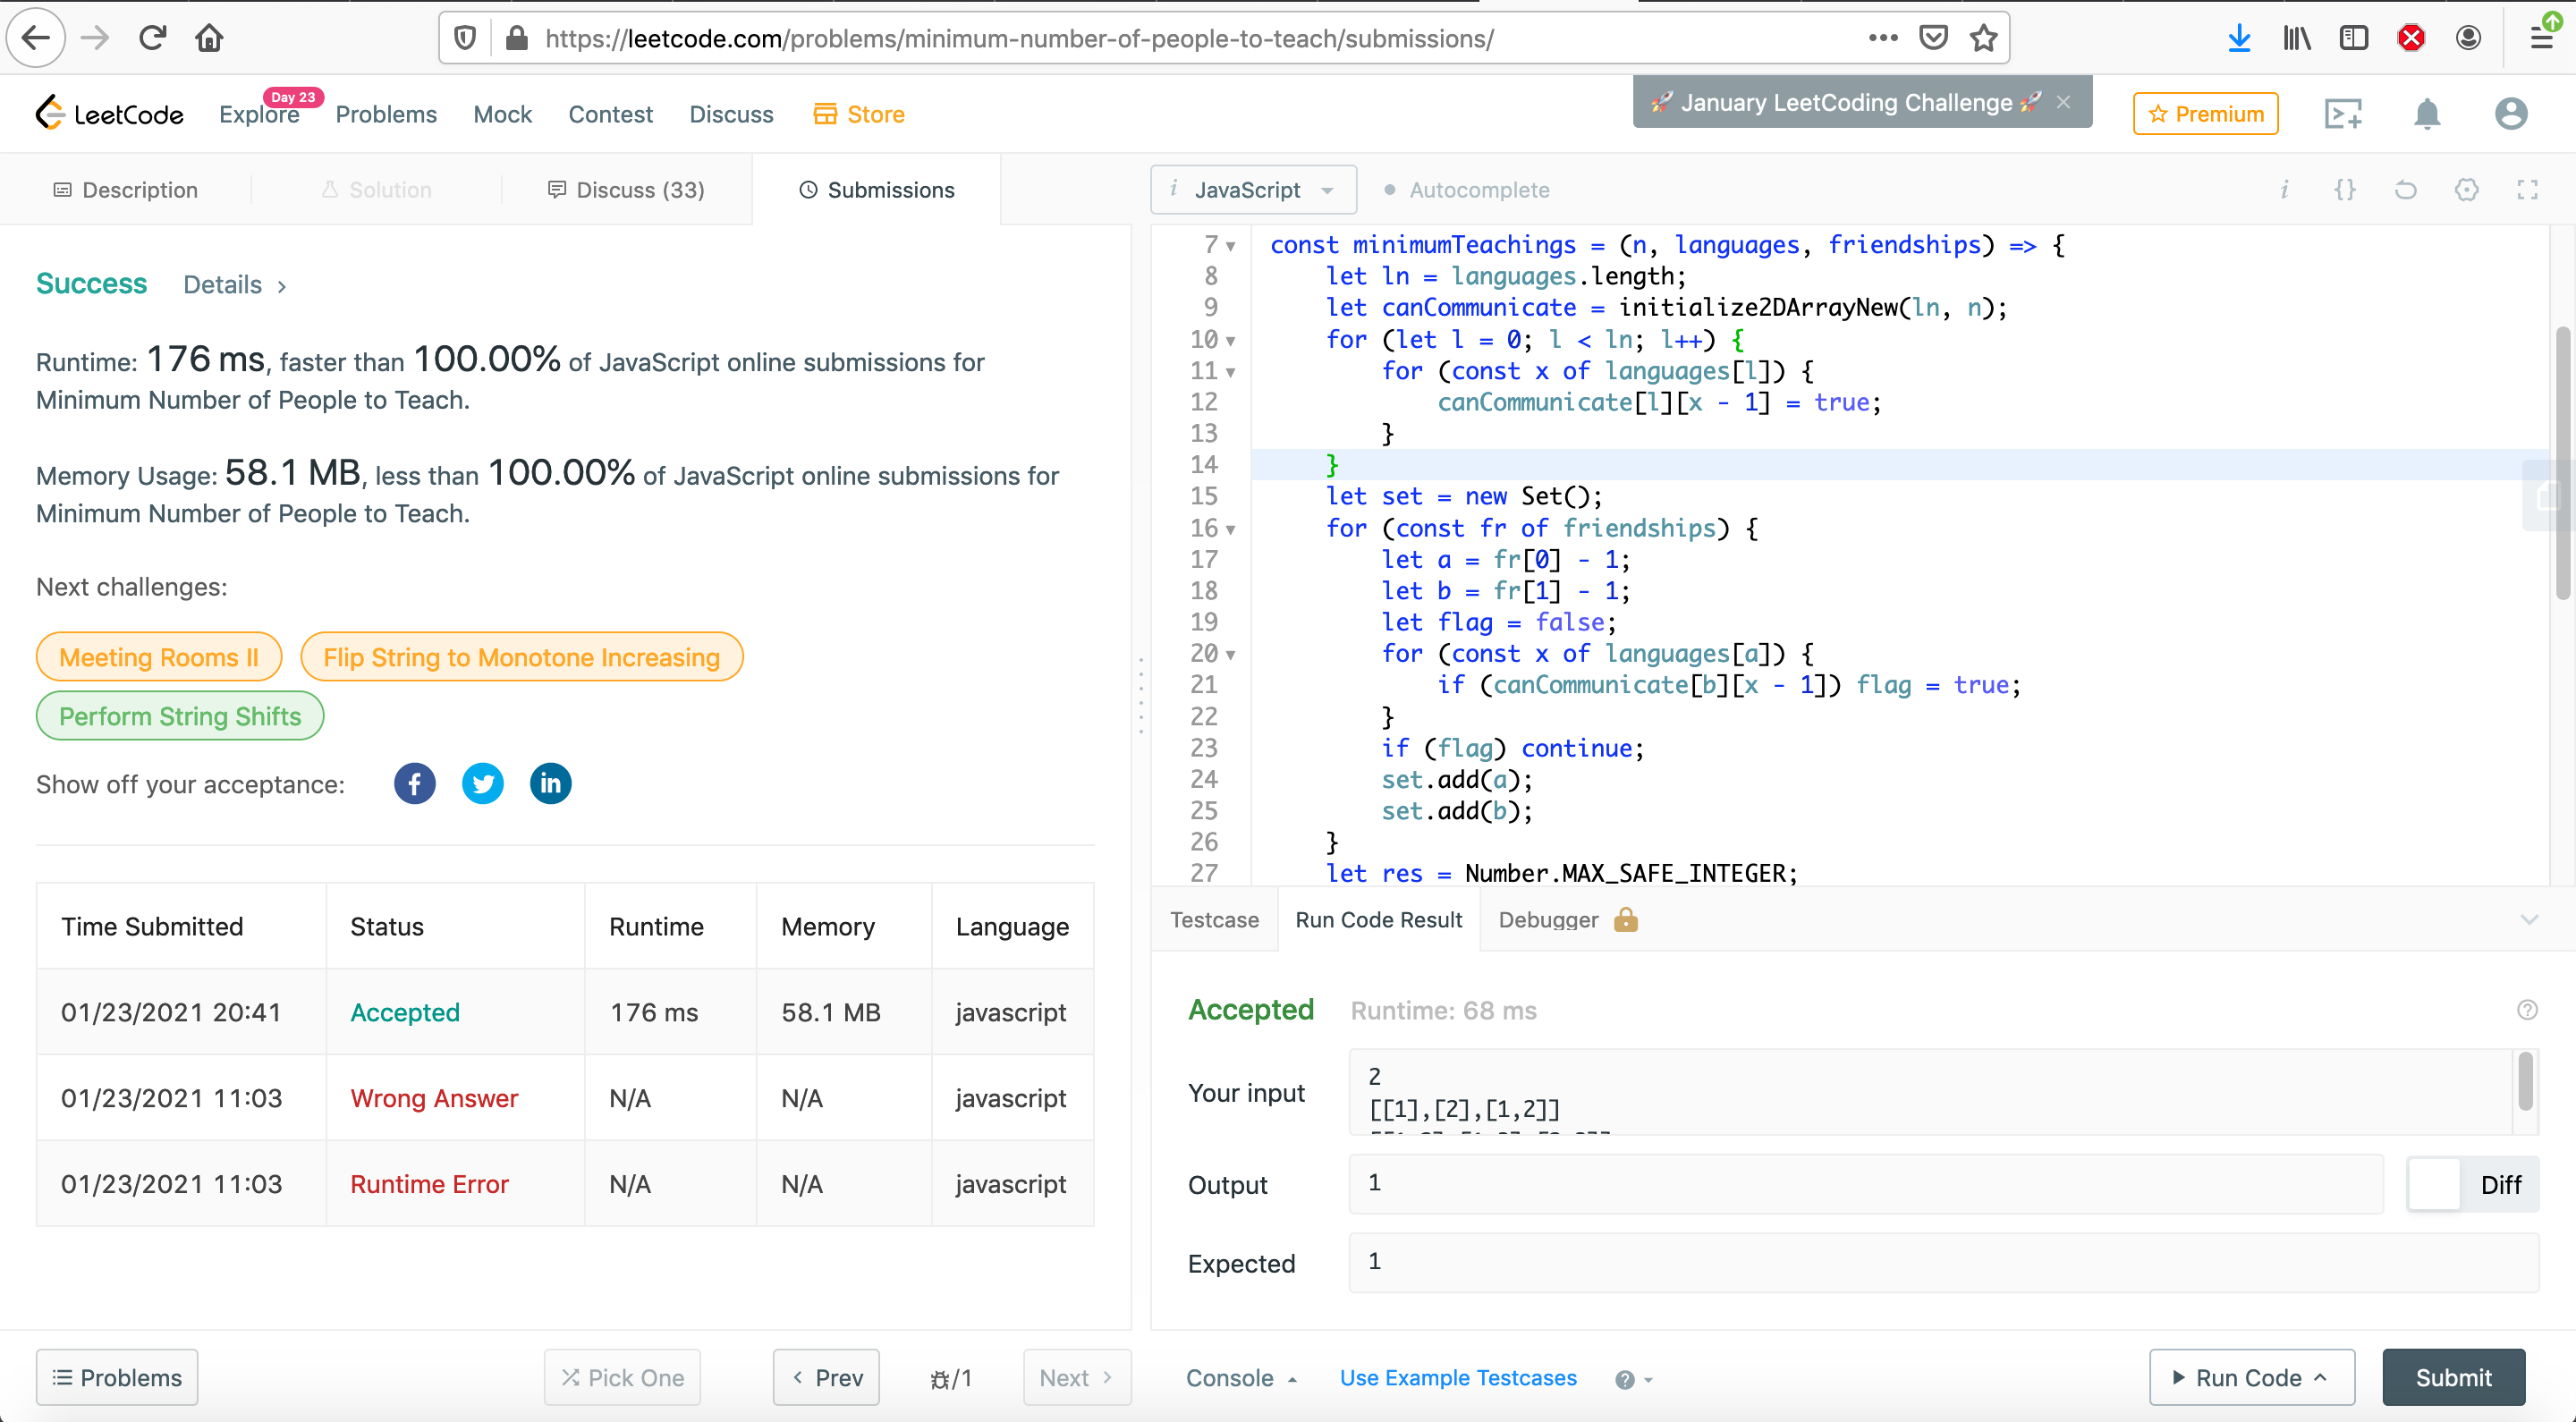 https://leetcode.com/problems/minimum-number-of-people-to-teach/submissions/
LeetCode
Explore
Day 23
Problems
Mock
Contest
Discuss
Store
🚀 January LeetCoding Challenge 🚀 ×
Premium
Description
Solution
Discuss (33)
Submissions
Success Details >
Runtime: 176 ms, faster than 100.00% of JavaScript online submissions for
Minimum Number of People to Teach.
Memory Usage: 58.1 MB, less than 100.00% of JavaScript online submissions for
Minimum Number of People to Teach.
Next challenges:
Meeting Rooms II
Flip String to Monotone Increasing
Perform String Shifts
Show off your acceptance:
Time Submitted Status Runtime Memory Language
01/23/2021 20:41 Accepted 176 ms 58.1 MB javascript
01/23/2021 11:03 Wrong Answer N/A N/A javascript
01/23/2021 11:03 Runtime Error N/A N/A javascript
Problems
Pick One
< Prev
/1
Next >
i JavaScript
Autocomplete
7 const minimumTeachings = (n, languages, friendships) => {
8 let ln = languages.length;
9 let canCommunicate = initialize2DArrayNew(ln, n);
10 for (let l = 0; l < ln; l++) {
11 for (const x of languages[l]) {
12 canCommunicate[l][x - 1] = true;
13 }
14 }
15 let set = new Set();
16 for (const fr of friendships) {
17 let a = fr[0] - 1;
18 let b = fr[1] - 1;
19 let flag = false;
20 for (const x of languages[a]) {
21 if (canCommunicate[b][x - 1]) flag = true;
22 }
23 if (flag) continue;
24 set.add(a);
25 set.add(b);
26 }
27 let res = Number.MAX_SAFE_INTEGER;
Testcase
Run Code Result
Debugger
Accepted Runtime: 68 ms
Your input
2
[[1],[2],[1,2]]
Output
1
Diff
Expected
1
Console
Use Example Testcases
Run Code
Submit